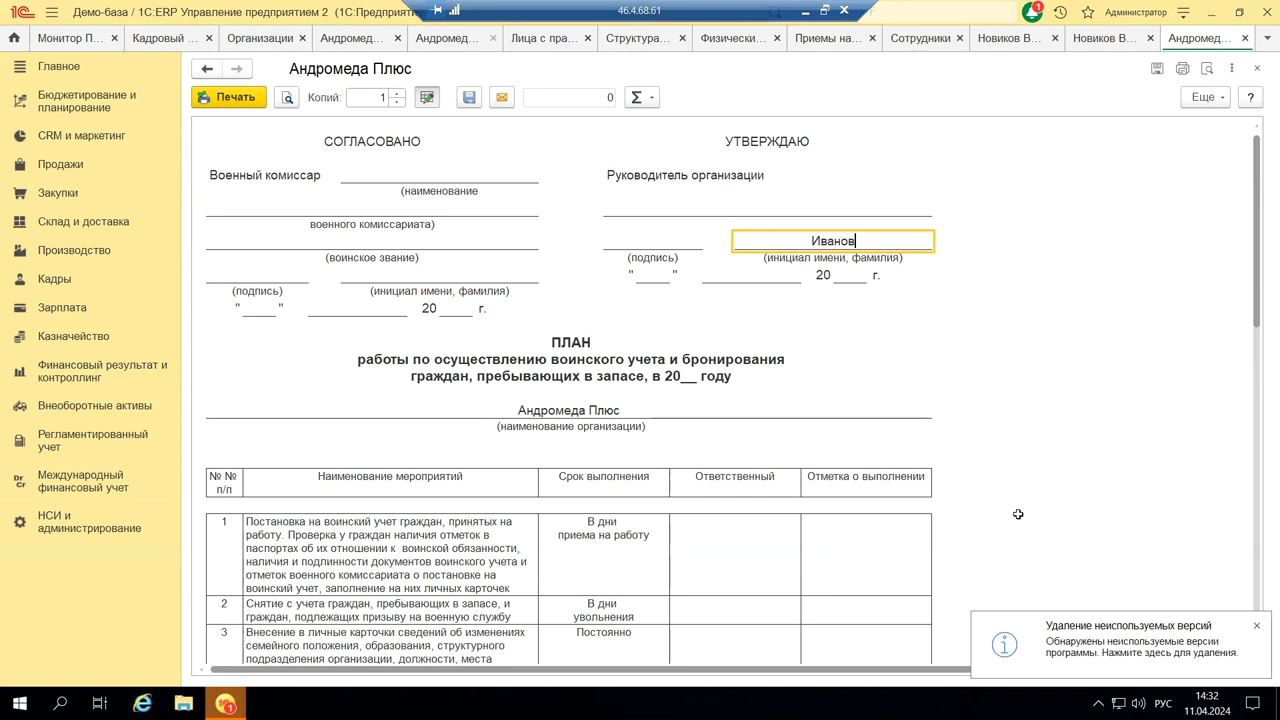 Демо-база / 1С:ERP Управление предприятием 2 (1С:Предприяти
46.4.68.61
1
Администратор
Монитор П...
Кадровый ...
Организации
Андромед...
Андромед...
Лица с пра...
Структура...
Физически...
Приемы на...
Сотрудники
Новиков В...
Новиков В...
Андромед...
Главное
Бюджетирование и
планирование
CRM и маркетинг
Продажи
Закупки
Склад и доставка
Производство
Кадры
Зарплата
Казначейство
Финансовый результат и
контроллинг
Внеоборотные активы
Регламентированный
учет
Международный
финансовый учет
НСИ и
администрирование
Андромеда Плюс
Печать
Копий:
1
0
Σ
Еще
?
СОГЛАСОВАНО
УТВЕРЖДАЮ
Военный комиссар
Руководитель организации
(наименование
военного комиссариата)
Иванов
(воинское звание)
(подпись)
(инициал имени, фамилия)
"_____" 20 _____ г.
(подпись)
(инициал имени, фамилия)
"_____" 20 _____ г.
ПЛАН
работы по осуществлению воинского учета и бронирования
граждан, пребывающих в запасе, в 20__ году
Андромеда Плюс
(наименование организации)
№ №
п/п
Наименование мероприятий
Срок выполнения
Ответственный
Отметка о выполнении
1
Постановка на воинский учет граждан, принятых на
работу. Проверка у граждан наличия отметок в
паспортах об их отношении к воинской обязанности,
наличия и подлинности документов воинского учета и
отметок военного комиссариата о постановке на
воинский учет, заполнение на них личных карточек
В дни
приема на работу
2
Снятие с учета граждан, пребывающих в запасе, и
граждан, подлежащих призыву на военную службу
В дни
увольнения
3
Внесение в личные карточки сведений об изменениях
семейного положения, образования, структурного
подразделения организации, должности, места
Постоянно
Удаление неиспользуемых версий
Обнаружены неиспользуемые версии
программы. Нажмите здесь для удаления.
1
РУС
14:32
11.04.2024